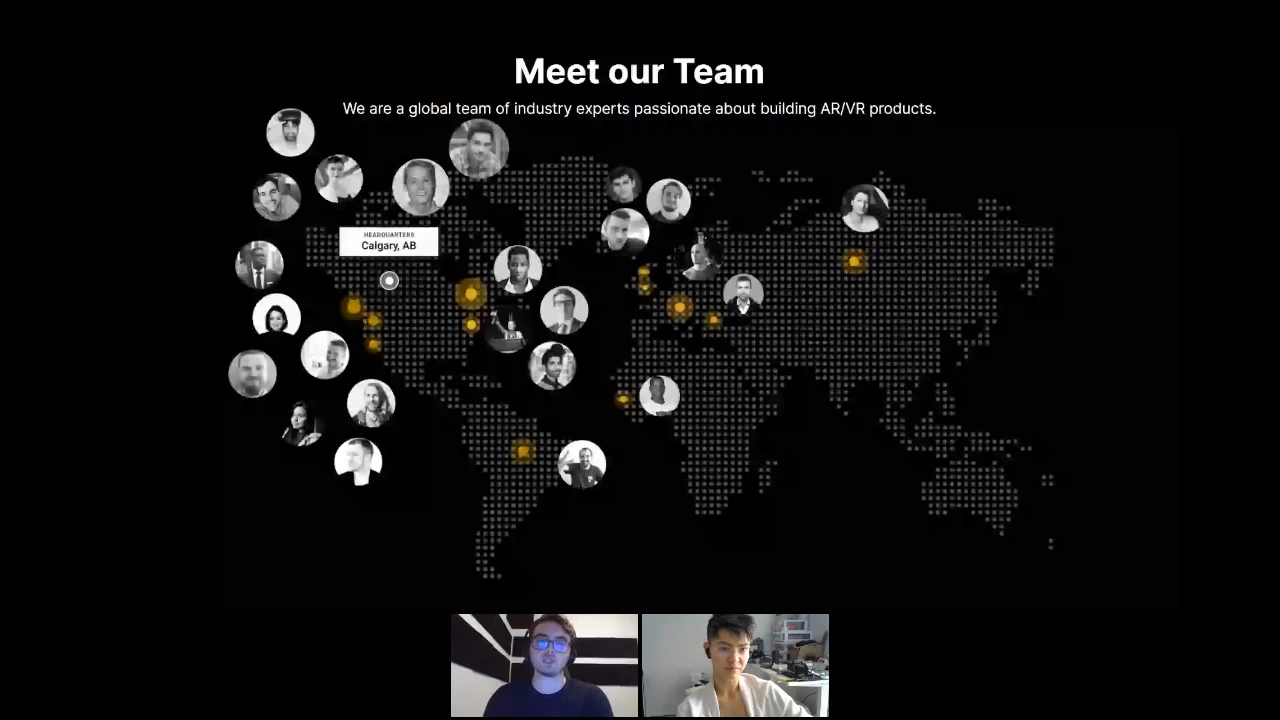 Meet our Team
We are a global team of industry experts passionate about building AR/VR products.
HEADQUARTERS
Calgary, AB